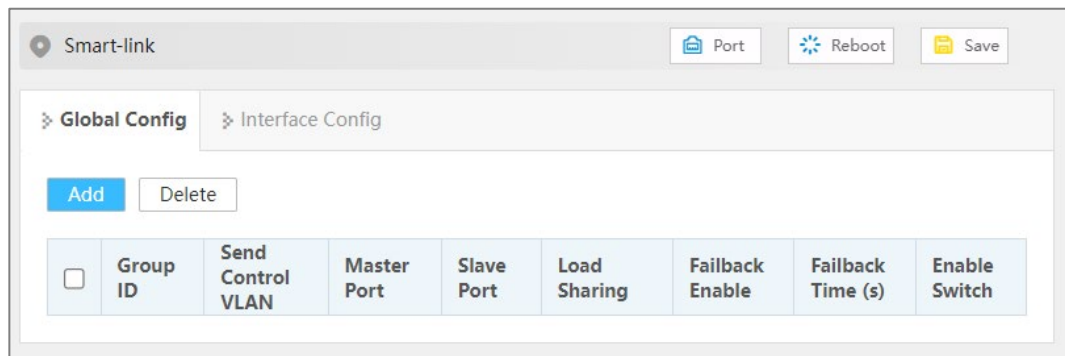 Smart-link
Port
Reboot
Save
Global Config
Interface Config
Add
Delete
Group ID
Send Control VLAN
Master Port
Slave Port
Load Sharing
Failback Enable
Failback Time (s)
Enable Switch